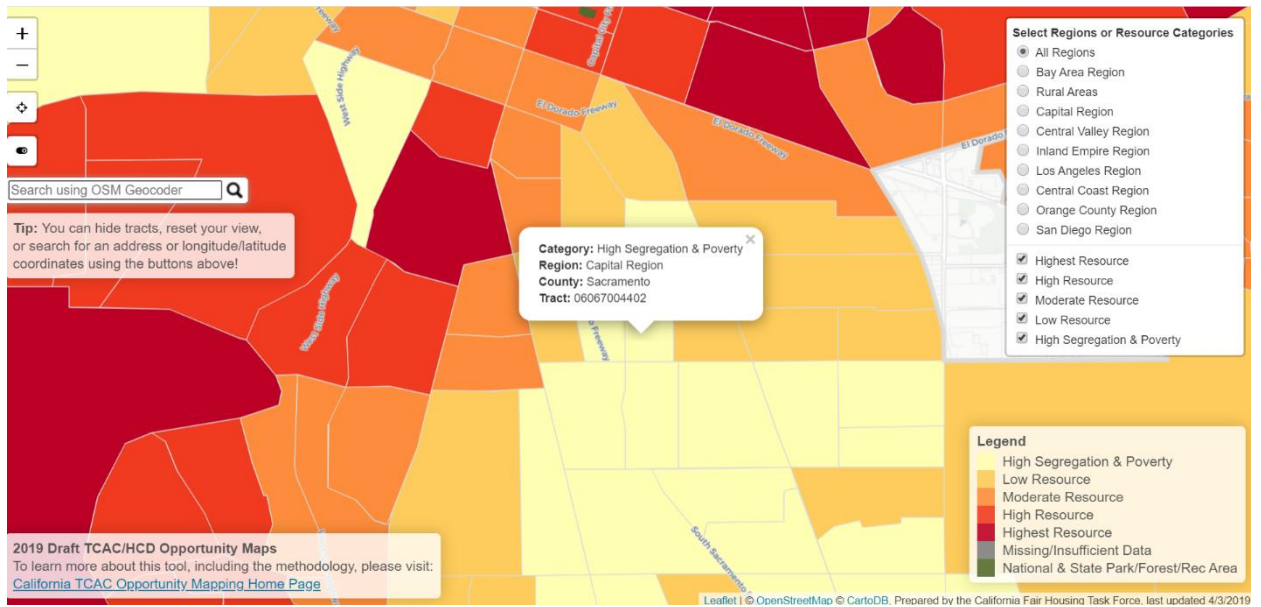 +
−
Search using OSM Geocoder
Tip: You can hide tracts, reset your view,
or search for an address or longitude/latitude
coordinates using the buttons above!
West Side Highway
Capital City
El Dorado Freeway
El Dorado Freeway
El Dorado
West Side Highway
Category: High Segregation & Poverty
Region: Capital Region
County: Sacramento
Tract: 06067004402
×
Freeway
South Sacramento
Select Regions or Resource Categories
All Regions
Bay Area Region
Rural Areas
Capital Region
Central Valley Region
Inland Empire Region
Los Angeles Region
Central Coast Region
Orange County Region
San Diego Region
Highest Resource
High Resource
Moderate Resource
Low Resource
High Segregation & Poverty
Legend
High Segregation & Poverty
Low Resource
Moderate Resource
High Resource
Highest Resource
Missing/Insufficient Data
National & State Park/Forest/Rec Area
2019 Draft TCAC/HCD Opportunity Maps
To learn more about this tool, including the methodology, please visit:
California TCAC Opportunity Mapping Home Page
Leaflet | © OpenStreetMap © CartoDB, Prepared by the California Fair Housing Task Force, last updated 4/3/2019